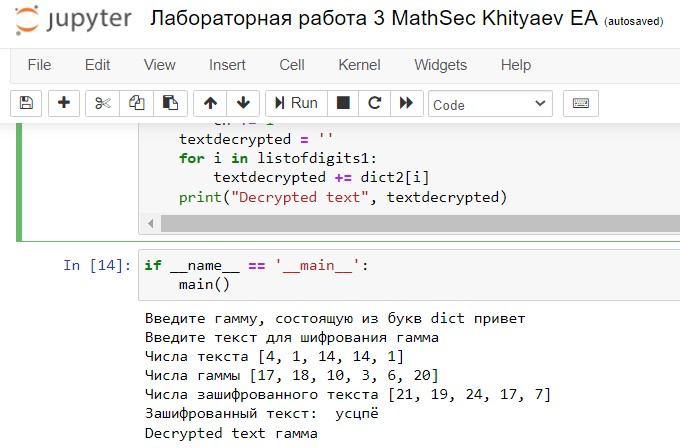 jupyter Лабораторная работа 3 MathSec Khityaev EA (autosaved)
File Edit View Insert Cell Kernel Widgets Help
Run Code
textdecrypted = ''
for i in listofdigits1:
textdecrypted += dict2[i]
print("Decrypted text", textdecrypted)
In [14]: if __name__ == '__main__':
main()
Введите гамму, состоящую из букв dict привет
Введите текст для шифрования гамма
Числа текста [4, 1, 14, 14, 1]
Числа гаммы [17, 18, 10, 3, 6, 20]
Числа зашифрованного текста [21, 19, 24, 17, 7]
Зашифрованный текст:  усцпё
Decrypted text гамма